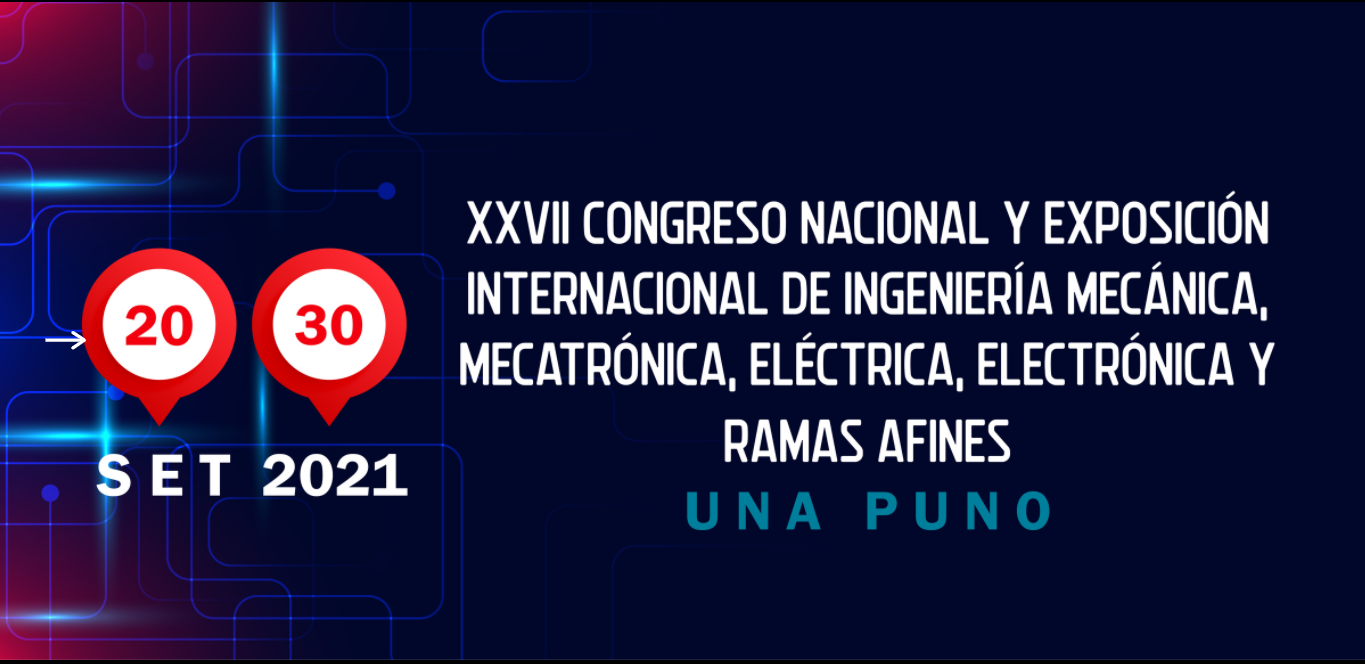 20 30
SET 2021
XXVII CONGRESO NACIONAL Y EXPOSICIÓN
INTERNACIONAL DE INGENIERÍA MECÁNICA,
MECATRÓNICA, ELÉCTRICA, ELECTRÓNICA Y
RAMAS AFINES
UNA PUNO